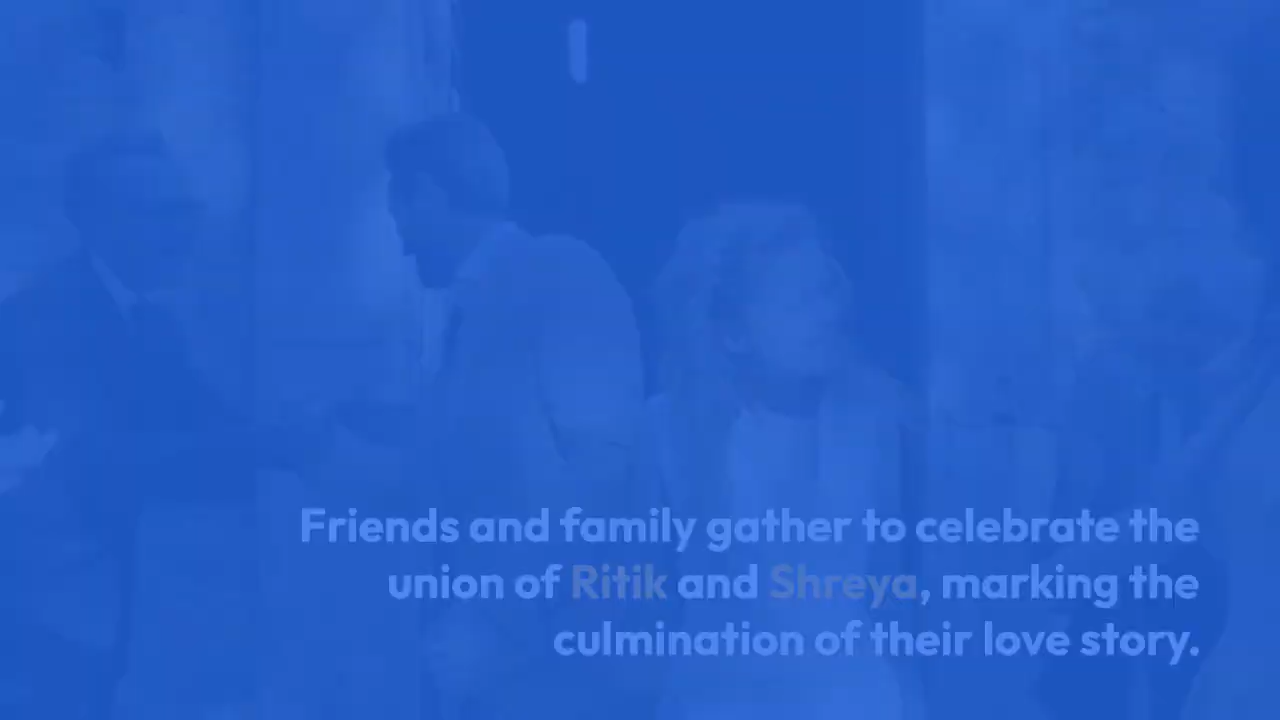 Friends and family gather to celebrate the
union of Ritik and Shreya, marking the
culmination of their love story.